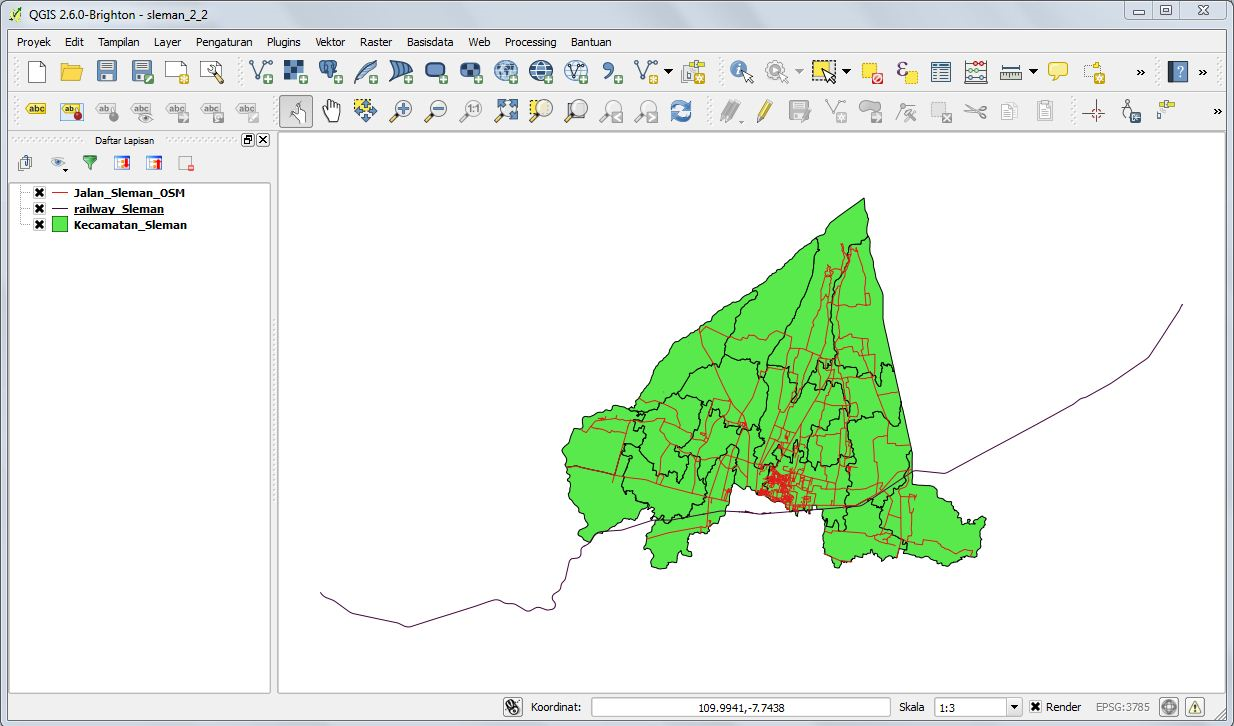 QGIS 2.6.0-Brighton - sleman_2_2
Proyek Edit Tampilan Layer Pengaturan Plugins Vektor Raster Basisdata Web Processing Bantuan
Daftar Lapisan
Jalan_Sleman_OSM
railway_Sleman
Kecamatan_Sleman
Koordinat: 109.9941,-7.7438 Skala 1:3 Render EPSG:3785